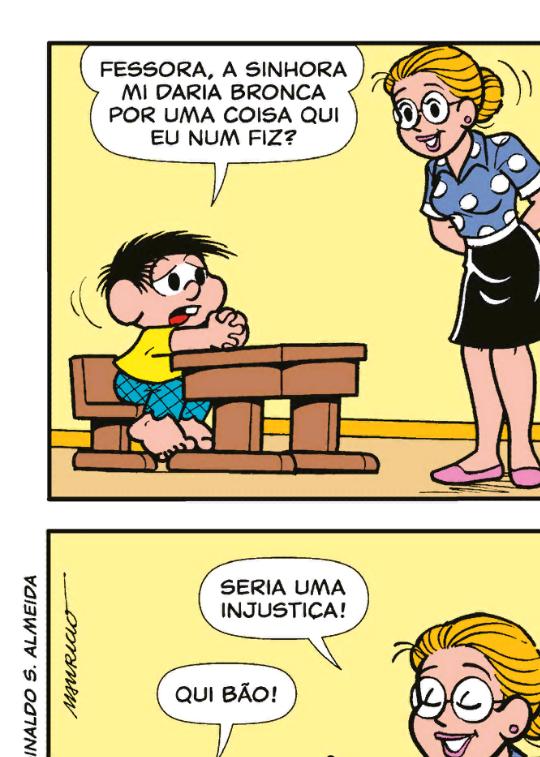 FESSORA, A SINHORA
MI DARIA BRONCA
POR UMA COISA QUI
EU NUM FIZ?
SERIA UMA
INJUSTIÇA!
QUI BÃO!
MAURICIO
INALDO S. ALMEIDA